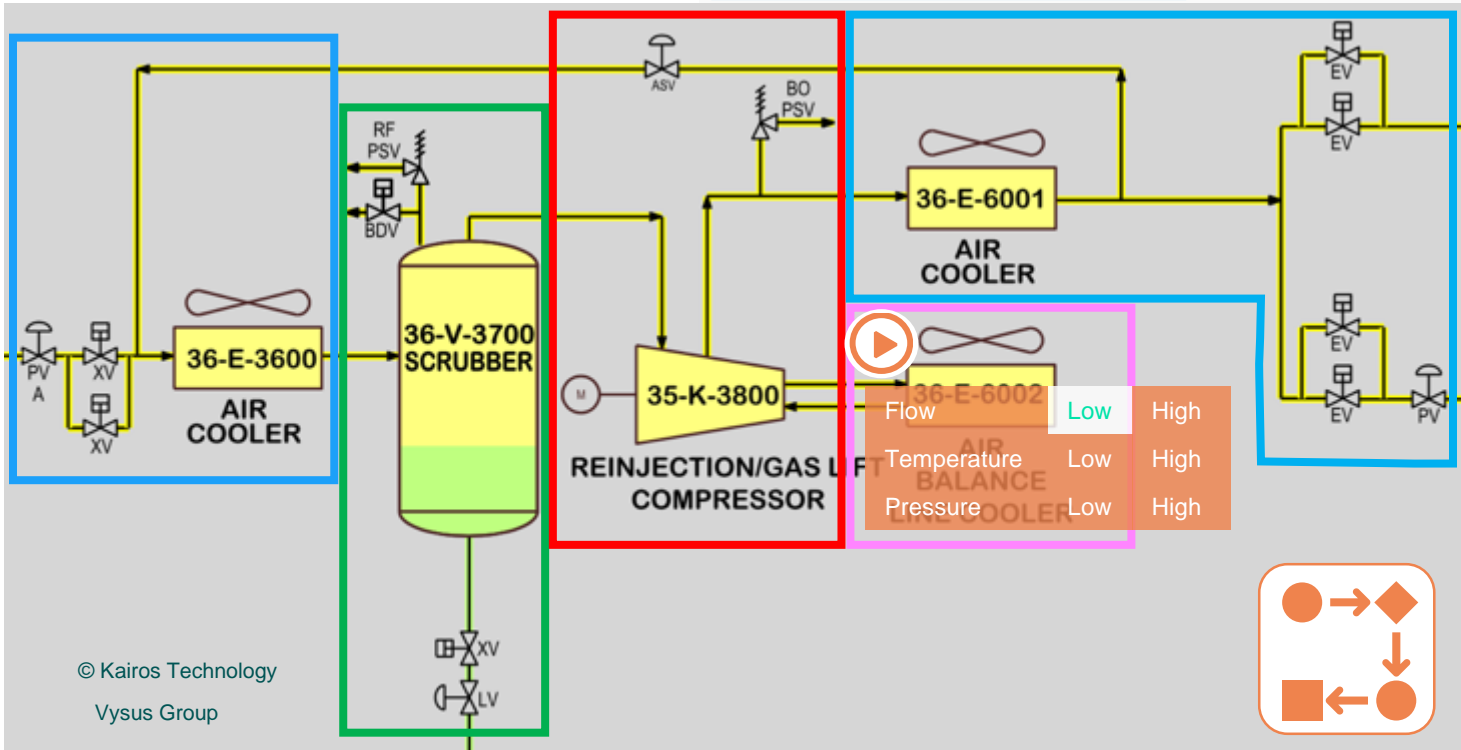 ASV
BO
PSV
EV
EV
RF
PSV
BDV
36-E-6001
AIR
COOLER
PV
A
XV
XV
36-E-3600
AIR
COOLER
36-V-3700
SCRUBBER
M
35-K-3800
REINJECTION/GAS LIFT
COMPRESSOR
36-E-6002
AIR
BALANCE
LINE COOLER
Flow Low High
Temperature Low High
Pressure Low High
EV
EV
PV
XV
LV
© Kairos Technology
Vysus Group